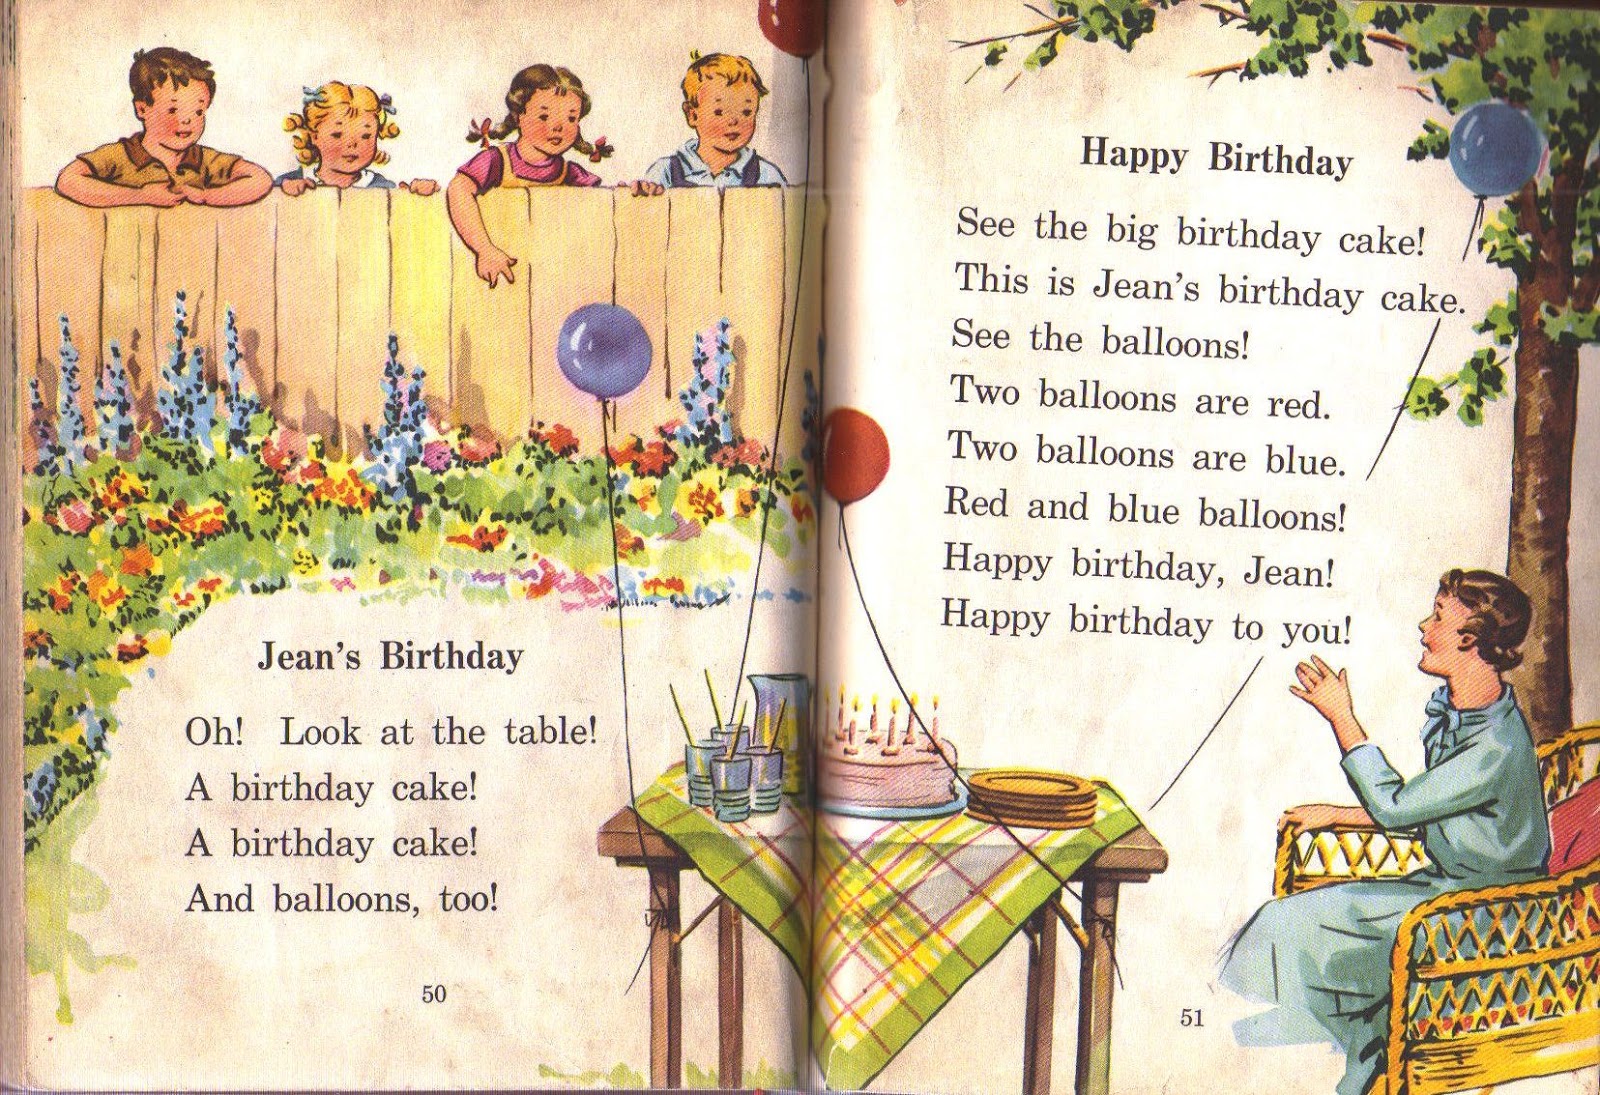 Jean's Birthday
Oh! Look at the table!
A birthday cake!
A birthday cake!
And balloons, too!
50
Happy Birthday
See the big birthday cake!
This is Jean's birthday cake.
See the balloons!
Two balloons are red.
Two balloons are blue.
Red and blue balloons!
Happy birthday, Jean!
Happy birthday to you!
51